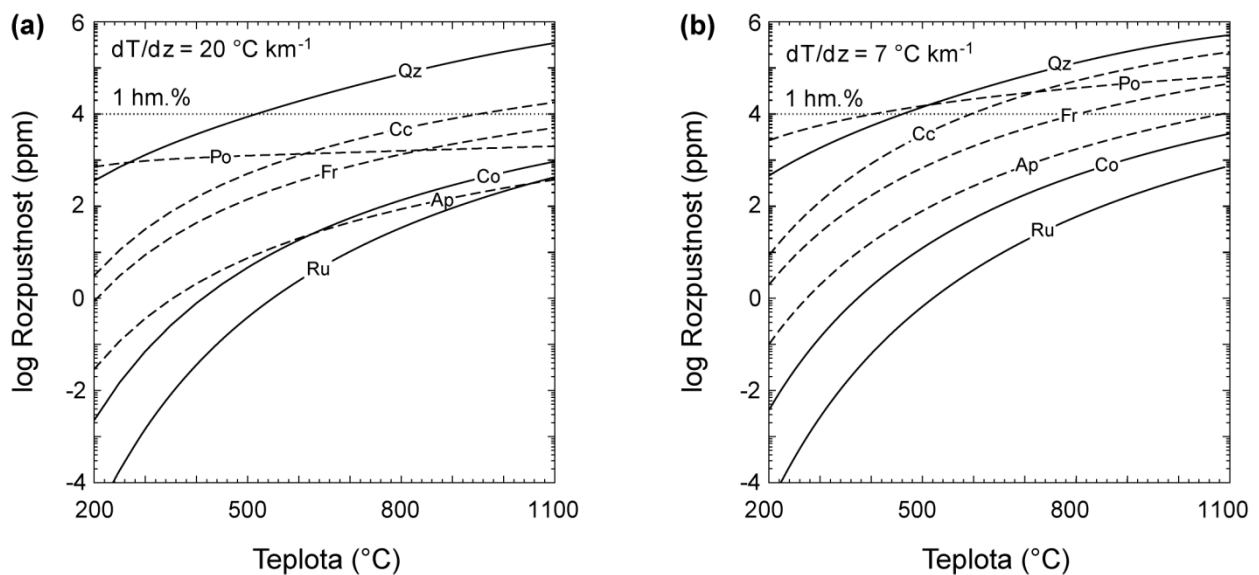 (a)
dT/dz = 20 °C km⁻¹
1 hm.%
Qz
Cc
Po
Fr
Co
Ap
Ru
6
4
2
0
-2
-4
log Rozpustnost (ppm)
200 500 800 1100
Teplota (°C)
(b)
dT/dz = 7 °C km⁻¹
1 hm.%
Qz
Po
Cc
Fr
Ap
Co
Ru
6
4
2
0
-2
-4
log Rozpustnost (ppm)
200 500 800 1100
Teplota (°C)